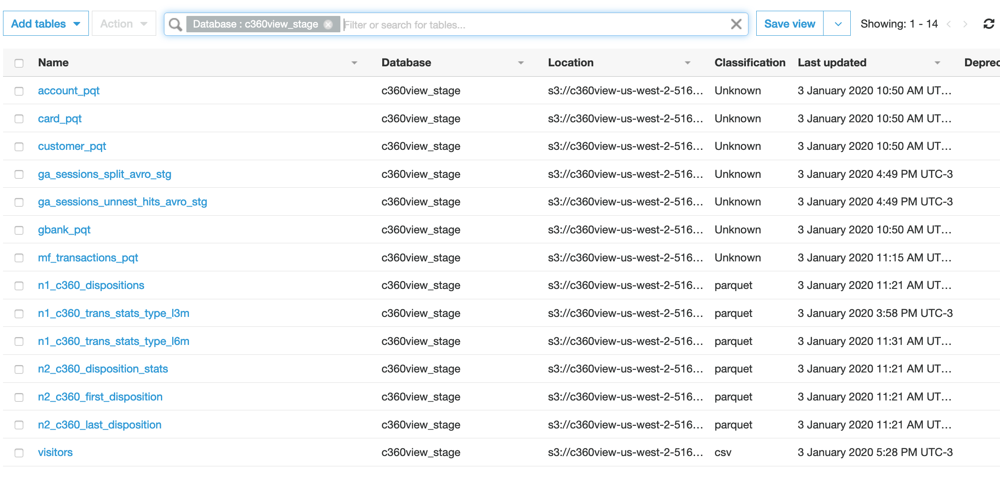 Add tables Action Database : c360view_stage Filter or search for tables... Save view Showing: 1 - 14
Name Database Location Classification Last updated Deprec
account_pqt c360view_stage s3://c360view-us-west-2-516... Unknown 3 January 2020 10:50 AM UT...
card_pqt c360view_stage s3://c360view-us-west-2-516... Unknown 3 January 2020 10:50 AM UT...
customer_pqt c360view_stage s3://c360view-us-west-2-516... Unknown 3 January 2020 10:50 AM UT...
ga_sessions_split_avro_stg c360view_stage s3://c360view-us-west-2-516... Unknown 3 January 2020 4:49 PM UTC-3
ga_sessions_unnest_hits_avro_stg c360view_stage s3://c360view-us-west-2-516... Unknown 3 January 2020 4:49 PM UTC-3
gbank_pqt c360view_stage s3://c360view-us-west-2-516... Unknown 3 January 2020 10:50 AM UT...
mf_transactions_pqt c360view_stage s3://c360view-us-west-2-516... Unknown 3 January 2020 11:15 AM UT...
n1_c360_dispositions c360view_stage s3://c360view-us-west-2-516... parquet 3 January 2020 11:21 AM UT...
n1_c360_trans_stats_type_l3m c360view_stage s3://c360view-us-west-2-516... parquet 3 January 2020 3:58 PM UTC-3
n1_c360_trans_stats_type_l6m c360view_stage s3://c360view-us-west-2-516... parquet 3 January 2020 11:31 AM UT...
n2_c360_disposition_stats c360view_stage s3://c360view-us-west-2-516... parquet 3 January 2020 11:21 AM UT...
n2_c360_first_disposition c360view_stage s3://c360view-us-west-2-516... parquet 3 January 2020 11:21 AM UT...
n2_c360_last_disposition c360view_stage s3://c360view-us-west-2-516... parquet 3 January 2020 11:21 AM UT...
visitors c360view_stage s3://c360view-us-west-2-516... csv 3 January 2020 5:28 PM UTC-3